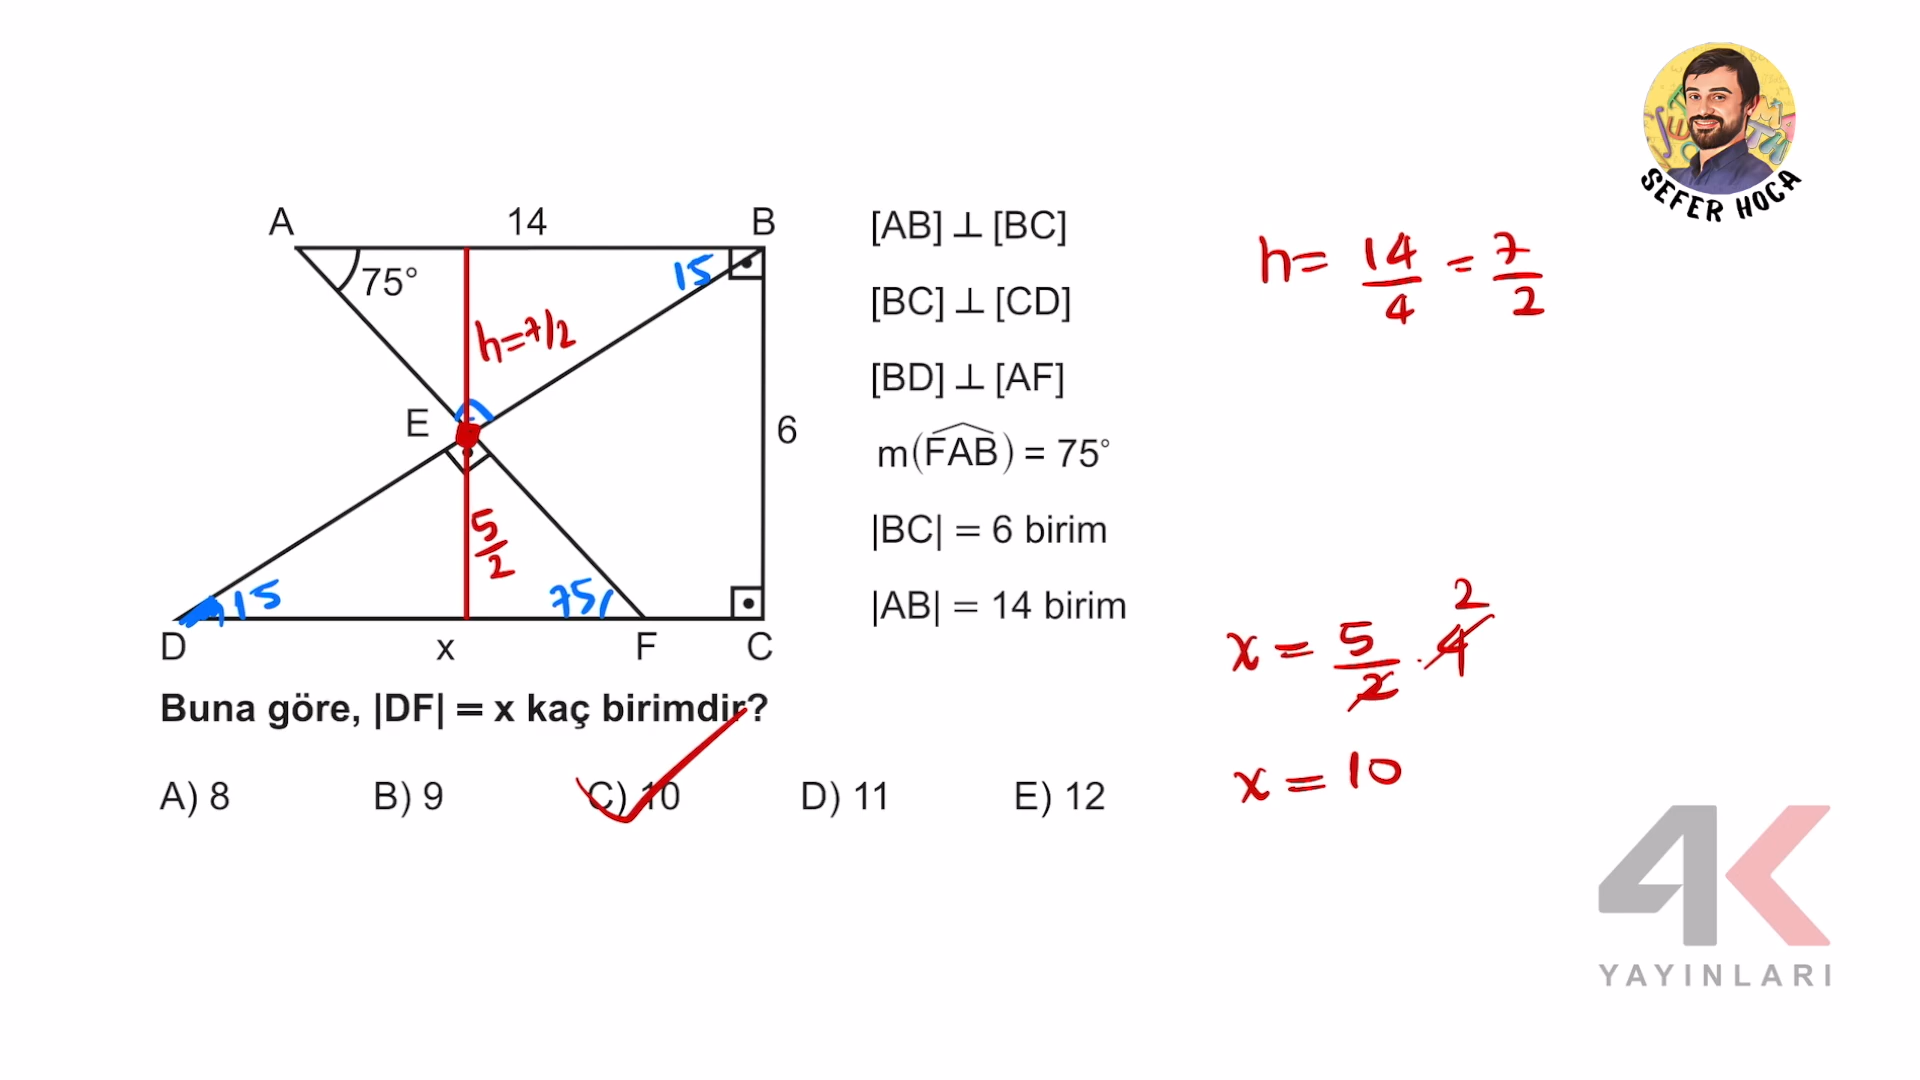 SEFER HOCA
A 14 B
75°
15
h=7/2
E
6
5/2
15
75
D x F C
[AB] ⊥ [BC]
[BC] ⊥ [CD]
[BD] ⊥ [AF]
m(FAB) = 75°
|BC| = 6 birim
|AB| = 14 birim
h = 14/4 = 7/2
x = 5/2 · 4 2
x = 10
Buna göre, |DF| = x kaç birimdir?
A) 8 B) 9 C) 10 D) 11 E) 12
4K
YAYINLARI